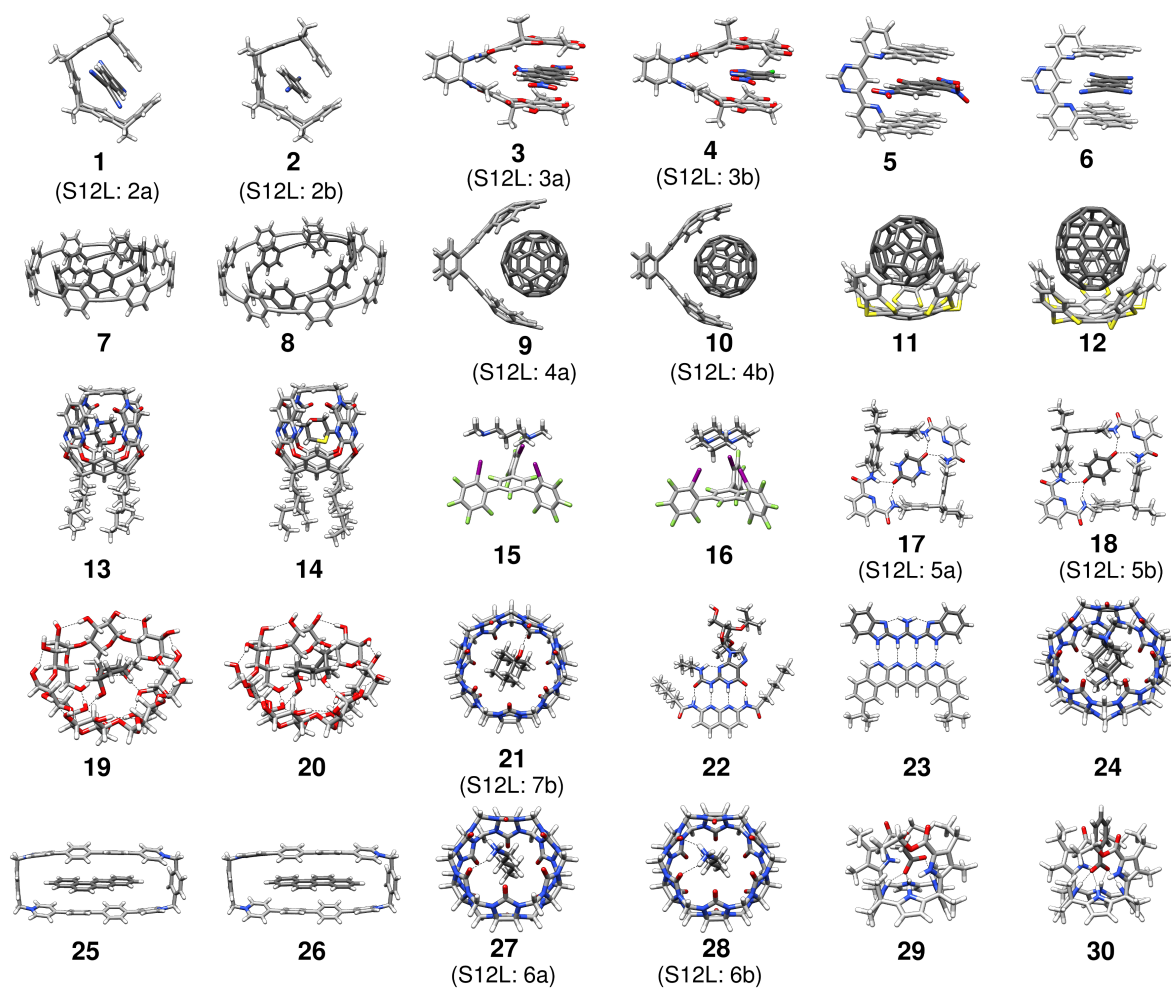 1 2 3 4 5 6
(S12L: 2a) (S12L: 2b) (S12L: 3a) (S12L: 3b)
7 8 9 10 11 12
(S12L: 4a) (S12L: 4b)
13 14 15 16 17 18
(S12L: 5a) (S12L: 5b)
19 20 21 22 23 24
(S12L: 7b)
25 26 27 28 29 30
(S12L: 6a) (S12L: 6b)